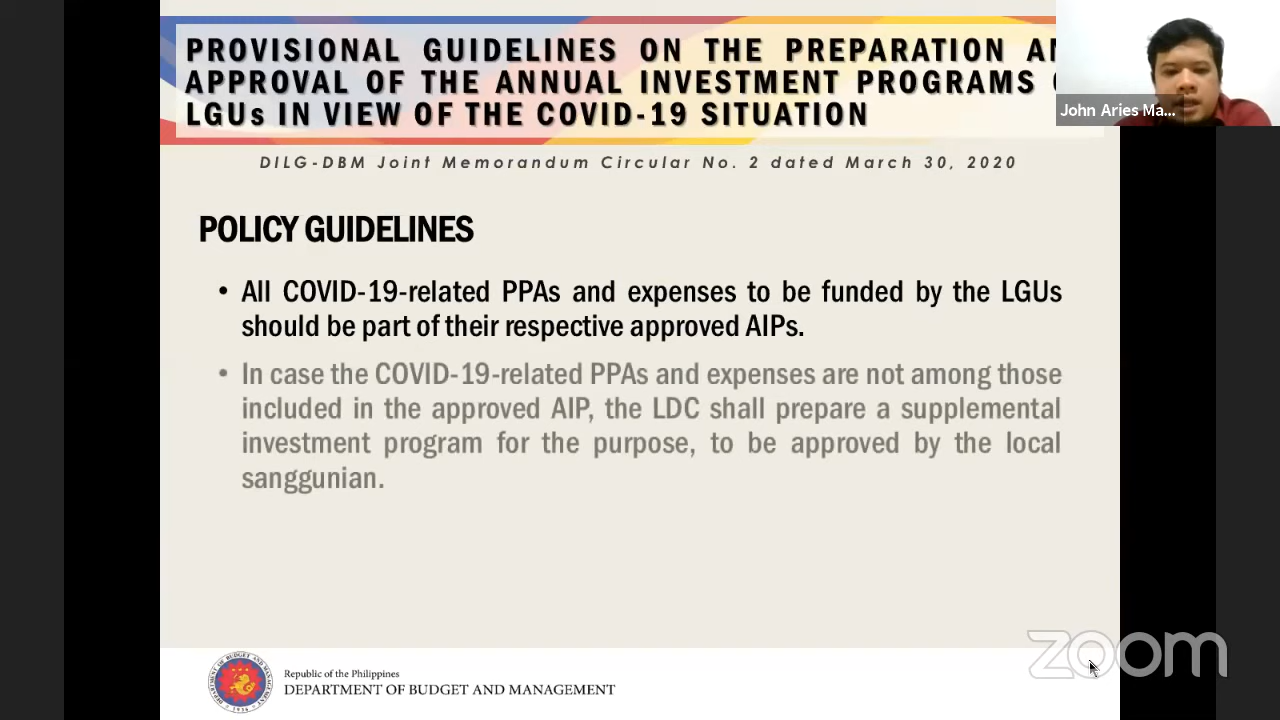 PROVISIONAL GUIDELINES ON THE PREPARATION
APPROVAL OF THE ANNUAL INVESTMENT PROGRAMS
LGUs IN VIEW OF THE COVID-19 SITUATION
John Aries Ma...
DILG-DBM Joint Memorandum Circular No. 2 dated March 30, 2020
POLICY GUIDELINES
• All COVID-19-related PPAs and expenses to be funded by the LGUs
should be part of their respective approved AIPs.
• In case the COVID-19-related PPAs and expenses are not among those
included in the approved AIP, the LDC shall prepare a supplemental
investment program for the purpose, to be approved by the local
sanggunian.
zoom
Republic of the Philippines
DEPARTMENT OF BUDGET AND MANAGEMENT